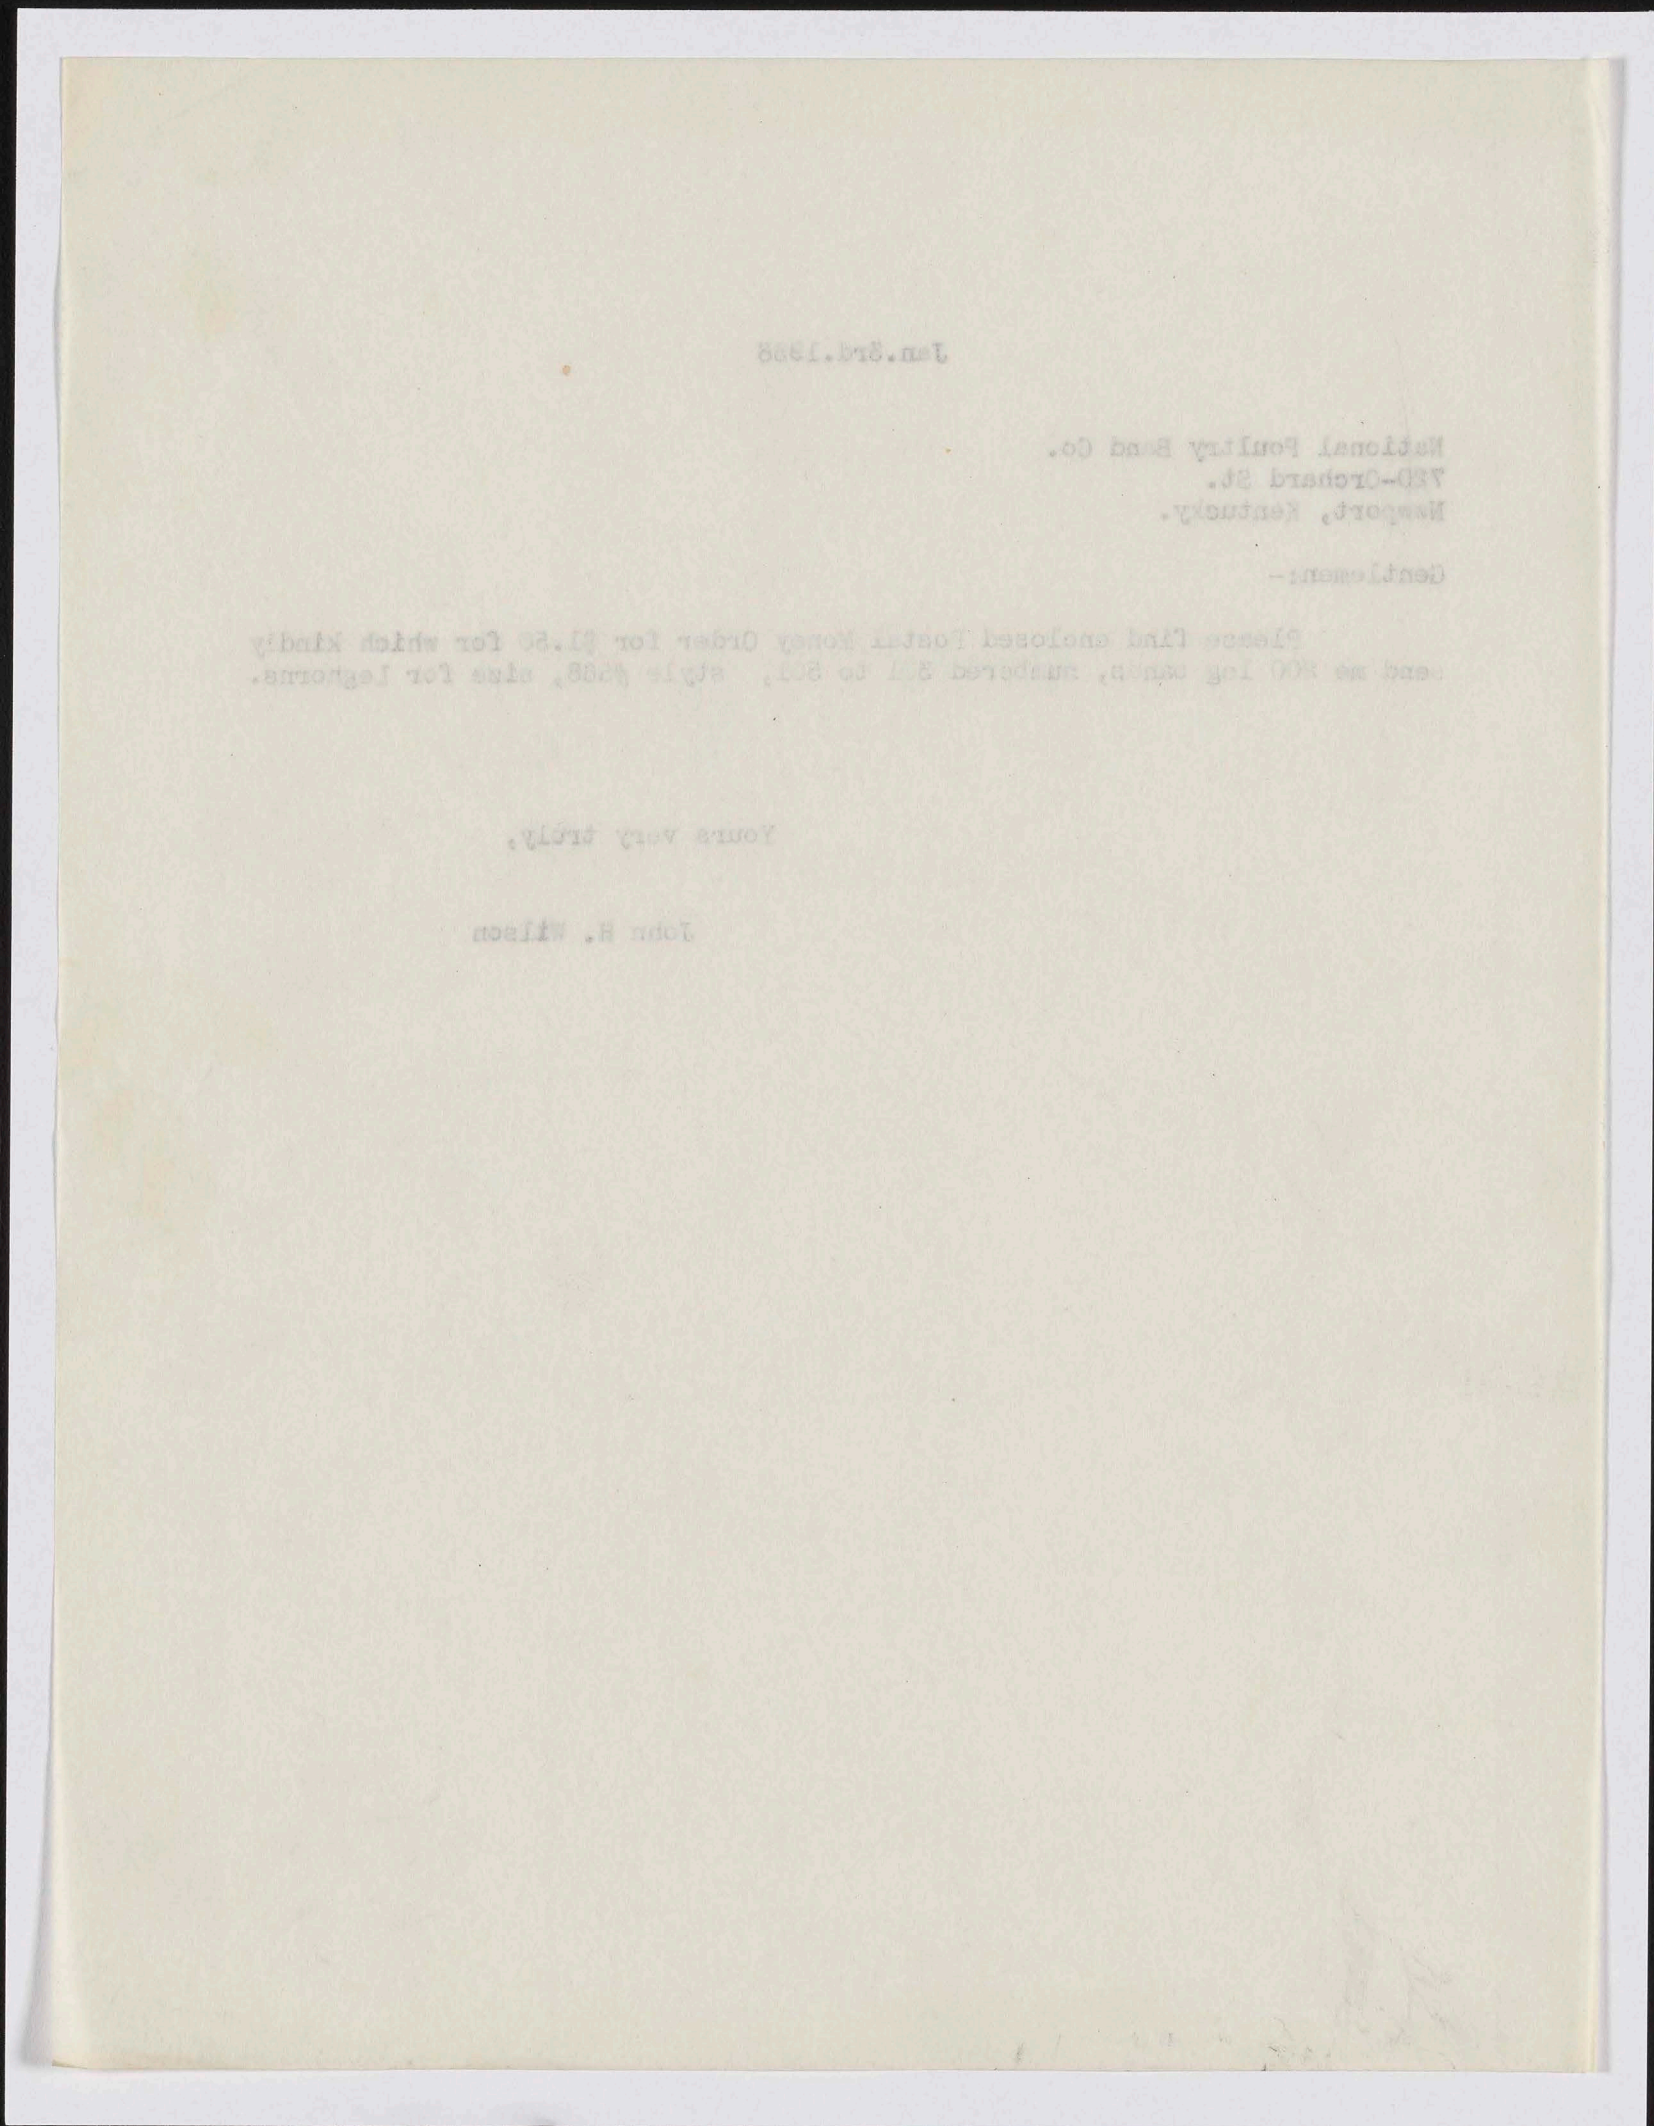 Jan.3rd.
National Poultry Band Co.
720-Orchard St.
Newport, Kentucky.
Gentlemen:-
Please find enclosed Postal Money Order for $1.50 for which kindly
send me leg bands, numbered to style size for leghorns.
Yours very truly,
John H. Wilson